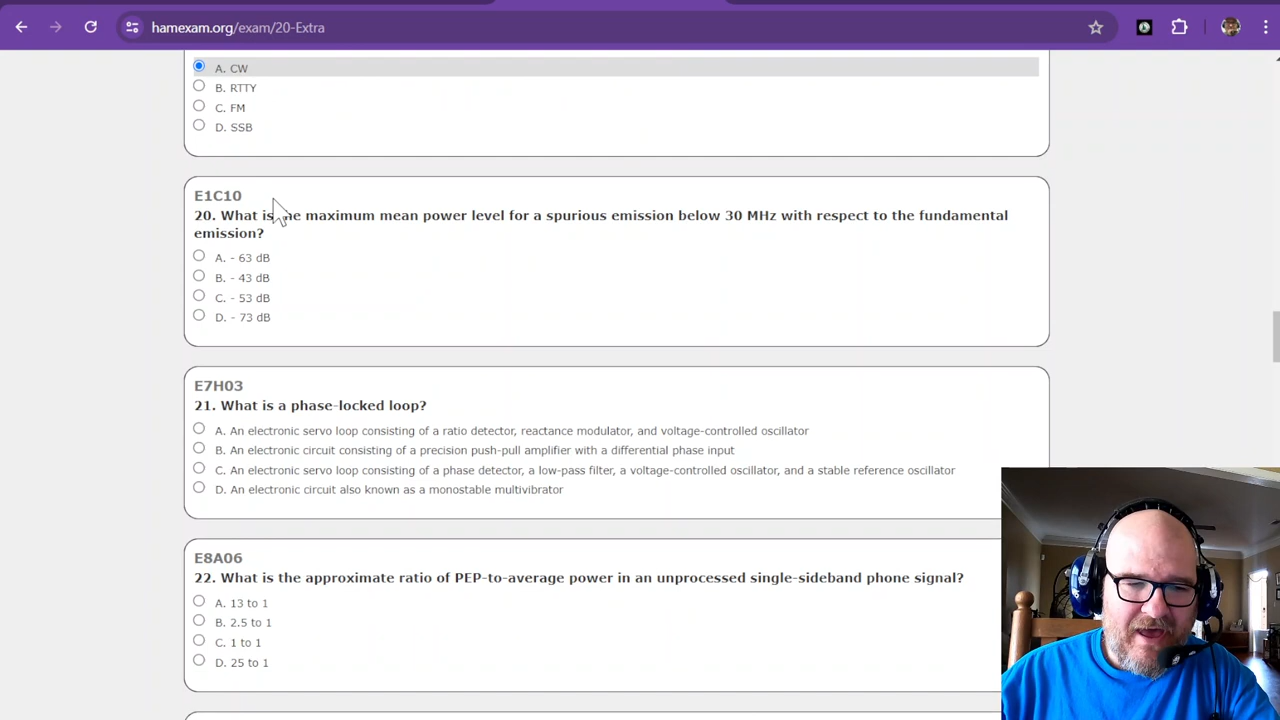 hamexam.org/exam/20-Extra
A. CW
B. RTTY
C. FM
D. SSB
E1C10
20. What is the maximum mean power level for a spurious emission below 30 MHz with respect to the fundamental
emission?
A. - 63 dB
B. - 43 dB
C. - 53 dB
D. - 73 dB
E7H03
21. What is a phase-locked loop?
A. An electronic servo loop consisting of a ratio detector, reactance modulator, and voltage-controlled oscillator
B. An electronic circuit consisting of a precision push-pull amplifier with a differential phase input
C. An electronic servo loop consisting of a phase detector, a low-pass filter, a voltage-controlled oscillator, and a stable reference oscillator
D. An electronic circuit also known as a monostable multivibrator
E8A06
22. What is the approximate ratio of PEP-to-average power in an unprocessed single-sideband phone signal?
A. 13 to 1
B. 2.5 to 1
C. 1 to 1
D. 25 to 1